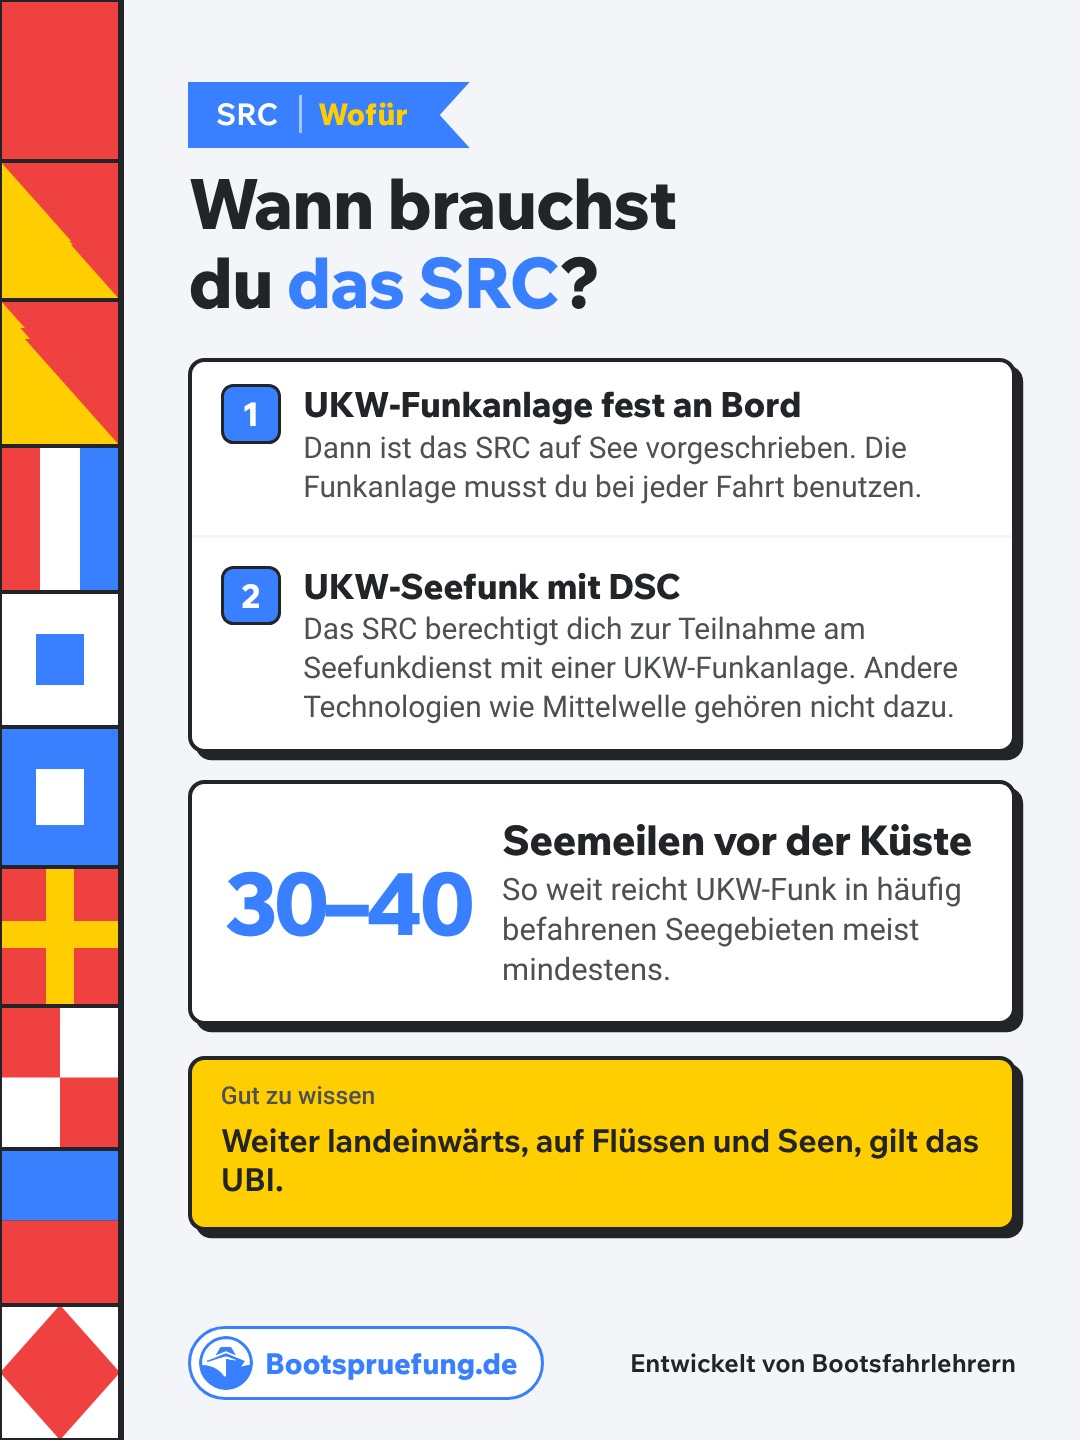 SRC | Wofür
Wann brauchst
du das SRC?
1 UKW-Funkanlage fest an Bord
Dann ist das SRC auf See vorgeschrieben. Die
Funkanlage musst du bei jeder Fahrt benutzen.
2 UKW-Seefunk mit DSC
Das SRC berechtigt dich zur Teilnahme am
Seefunkdienst mit einer UKW-Funkanlage. Andere
Technologien wie Mittelwelle gehören nicht dazu.
30–40
Seemeilen vor der Küste
So weit reicht UKW-Funk in häufig
befahrenen Seegebieten meist
mindestens.
Gut zu wissen
Weiter landeinwärts, auf Flüssen und Seen, gilt das
UBI.
Bootspruefung.de
Entwickelt von Bootsfahrlehrern